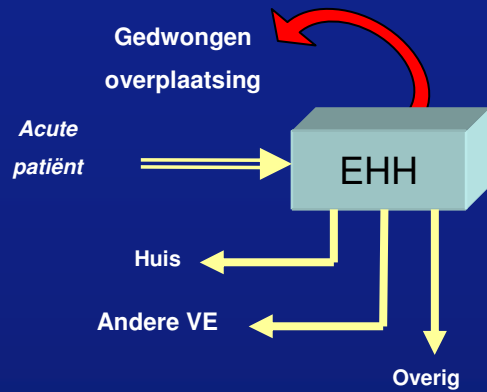 Gedwongen
overplaatsing
Acute
patiënt
EHH
Huis
Andere VE
Overig